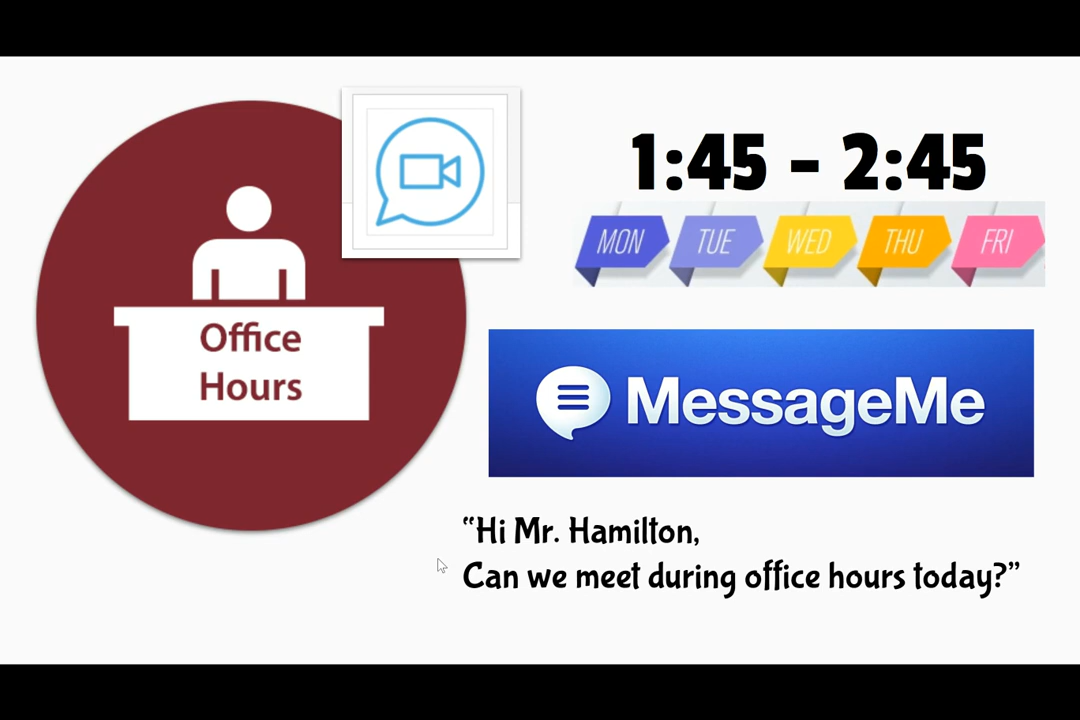 Office
Hours
1:45 - 2:45
MON TUE WED THU FRI
MessageMe
“Hi Mr. Hamilton,
Can we meet during office hours today?”